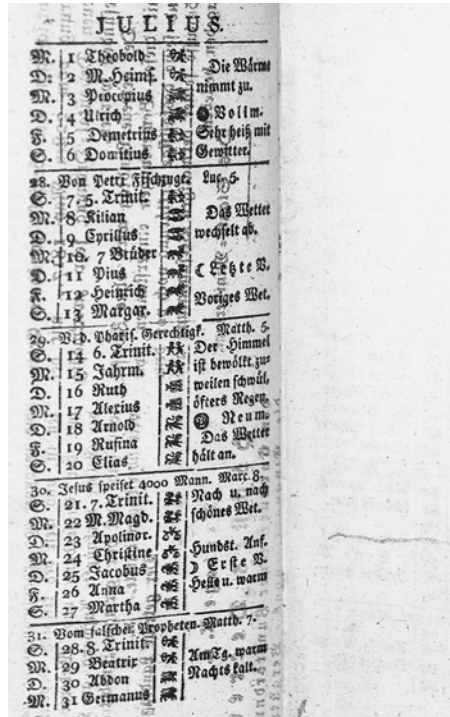 JULIUS.
M. 1 Theobold Die Wärme
D. 2 M. Heims. nimmt zu.
M. 3 Procopius
D. 4 Ulrich Vollm.
F. 5 Demetrius Sehr heiß mit
S. 6 Domitius Gewitter.
28. Von Petri Fischzuge. Luc. 5.
S. 7. 5. Trinit.
M. 8 Kilian Das Wetter
D. 9 Cyrillus wechselt ab.
M. 10. 7 Brüder
D. 11 Pius Letzte V.
F. 12 Heinrich
S. 13 Margar. Voriges Wet.
29. V. d. Pharis. Gerechtigk. Matth. 5.
S. 14 6. Trinit. Der Himmel
M. 15 Jahrm. ist bewölkt zu-
D. 16 Ruth weilen schwül,
M. 17 Alexius öfters Regen.
D. 18 Arnold Neum.
F. 19 Rufina Das Wetter
S. 20 Elias hält an.
30. Jesus speiset 4000 Mann. Marc. 8.
S. 21. 7. Trinit. Nach u. nach
M. 22 M. Magd. schönes Wet.
D. 23 Apolinor.
M. 24 Christine Hundst. Anf.
D. 25 Jacobus Erste V.
F. 26 Anna Helle u. warm
S. 27 Martha
31. Vom falschen Propheten. Matth. 7.
S. 28. 8. Trinit.
M. 29 Beatrix Am Tg. warm
D. 30 Abdon Nachts kalt.
M. 31 Germanus